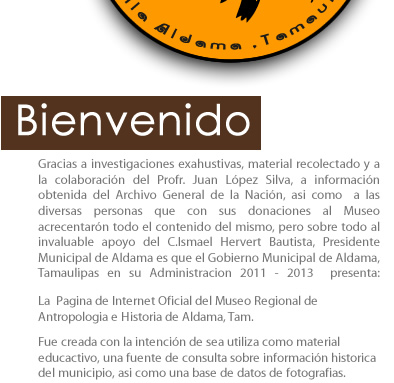 Villa Aldama . Tamau
Bienvenido
Gracias a investigaciones exahustivas, material recolectado y a
la colaboración del Profr. Juan López Silva, a información
obtenida del Archivo General de la Nación, asi como a las
diversas personas que con sus donaciones al Museo
acrecentarón todo el contenido del mismo, pero sobre todo al
invaluable apoyo del C.Ismael Hervert Bautista, Presidente
Municipal de Aldama es que el Gobierno Municipal de Aldama,
Tamaulipas en su Administracion 2011 - 2013 presenta:
La Pagina de Internet Oficial del Museo Regional de
Antropologia e Historia de Aldama, Tam.
Fue creada con la intención de sea utiliza como material
educactivo, una fuente de consulta sobre información historica
del municipio, asi como una base de datos de fotografias.